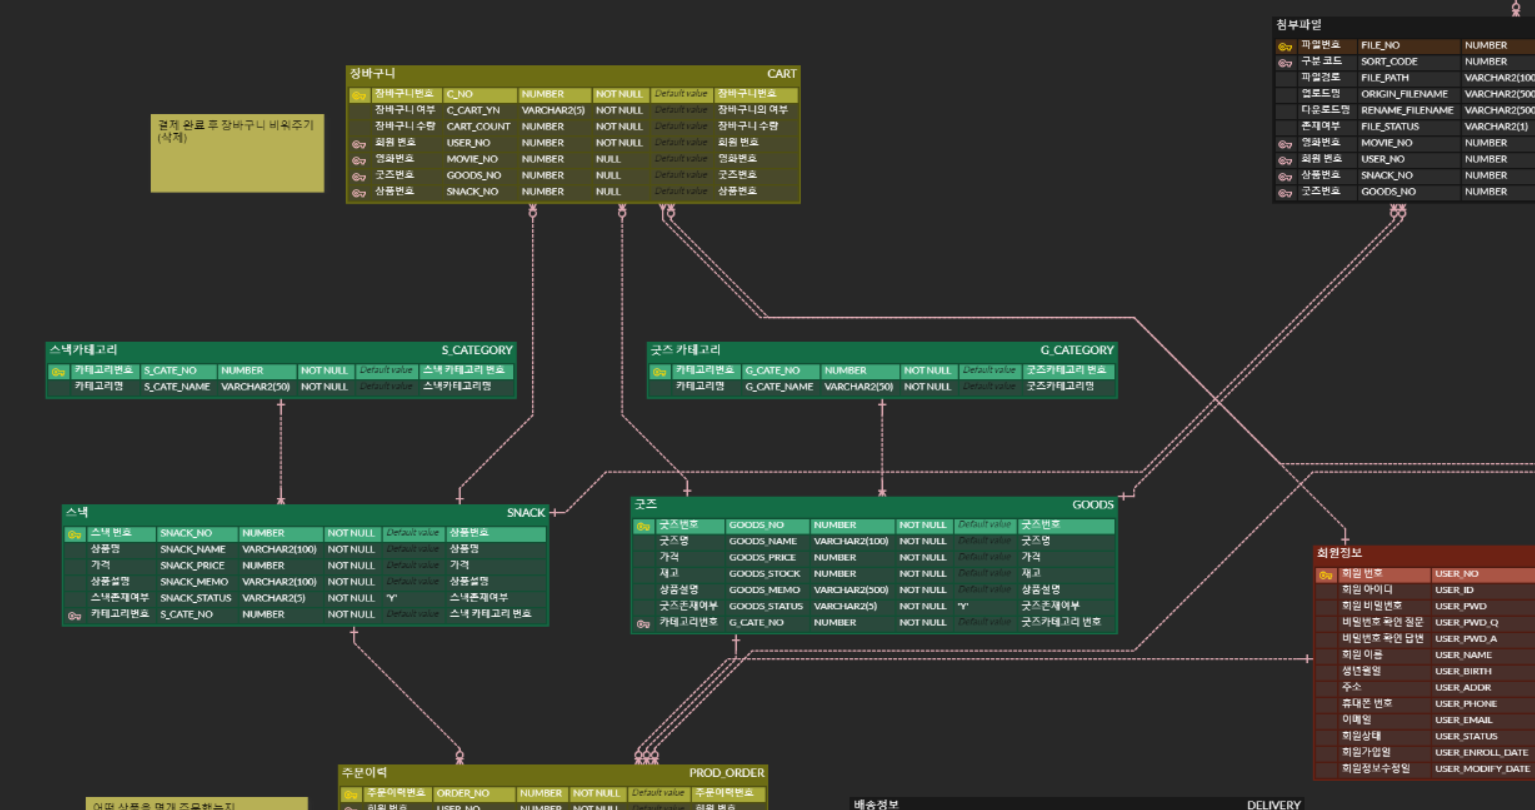 첨부파일
파일번호 FILE_NO NUMBER
구분 코드 SORT_CODE NUMBER
파일경로 FILE_PATH VARCHAR2(100
업로드명 ORIGIN_FILENAME VARCHAR2(500
다운로드명 RENAME_FILENAME VARCHAR2(500
존재여부 FILE_STATUS VARCHAR2(1)
영화번호 MOVIE_NO NUMBER
회원 번호 USER_NO NUMBER
상품번호 SNACK_NO NUMBER
굿즈번호 GOODS_NO NUMBER
장바구니 CART
장바구니번호 C_NO NUMBER NOT NULL Default value 장바구니번호
장바구니 여부 C_CART_YN VARCHAR2(5) NOT NULL Default value 장바구니의 여부
장바구니 수량 CART_COUNT NUMBER NOT NULL Default value 장바구니 수량
회원 번호 USER_NO NUMBER NOT NULL Default value 회원 번호
영화번호 MOVIE_NO NUMBER NULL Default value 영화번호
굿즈번호 GOODS_NO NUMBER NULL Default value 굿즈번호
상품번호 SNACK_NO NUMBER NULL Default value 상품번호
결제 완료 후 장바구니 비워주기
(삭제)
스낵카테고리 S_CATEGORY
카테고리번호 S_CATE_NO NUMBER NOT NULL Default value 스낵 카테고리 번호
카테고리명 S_CATE_NAME VARCHAR2(50) NOT NULL Default value 스낵카테고리명
굿즈 카테고리 G_CATEGORY
카테고리번호 G_CATE_NO NUMBER NOT NULL Default value 굿즈카테고리 번호
카테고리명 G_CATE_NAME VARCHAR2(50) NOT NULL Default value 굿즈카테고리명
스낵 SNACK
스낵 번호 SNACK_NO NUMBER NOT NULL Default value 상품번호
상품명 SNACK_NAME VARCHAR2(100) NOT NULL Default value 상품명
가격 SNACK_PRICE NUMBER NOT NULL Default value 가격
상품설명 SNACK_MEMO VARCHAR2(100) NOT NULL Default value 상품설명
스낵존재여부 SNACK_STATUS VARCHAR2(5) NOT NULL 'Y' 스낵존재여부
카테고리번호 S_CATE_NO NUMBER NOT NULL Default value 스낵 카테고리 번호
굿즈 GOODS
굿즈번호 GOODS_NO NUMBER NOT NULL Default value 굿즈번호
굿즈명 GOODS_NAME VARCHAR2(100) NOT NULL Default value 굿즈명
가격 GOODS_PRICE NUMBER NOT NULL Default value 가격
재고 GOODS_STOCK NUMBER NOT NULL Default value 재고
상품설명 GOODS_MEMO VARCHAR2(500) NOT NULL Default value 상품설명
굿즈존재여부 GOODS_STATUS VARCHAR2(5) NOT NULL 'Y' 굿즈존재여부
카테고리번호 G_CATE_NO NUMBER NOT NULL Default value 굿즈카테고리 번호
회원정보
회원 번호 USER_NO
회원 아이디 USER_ID
회원 비밀번호 USER_PWD
비밀번호 확인 질문 USER_PWD_Q
비밀번호 확인 답변 USER_PWD_A
회원 이름 USER_NAME
생년월일 USER_BIRTH
주소 USER_ADDR
휴대폰 번호 USER_PHONE
이메일 USER_EMAIL
회원상태 USER_STATUS
회원가입일 USER_ENROLL_DATE
회원정보수정일 USER_MODIFY_DATE
주문이력 PROD_ORDER
주문이력번호 ORDER_NO NUMBER NOT NULL Default value 주문이력번호
회원 번호 USER_NO NUMBER NOT NULL Default value 회원 번호
어떤 상품을 몇개 주문했는지
배송정보 DELIVERY